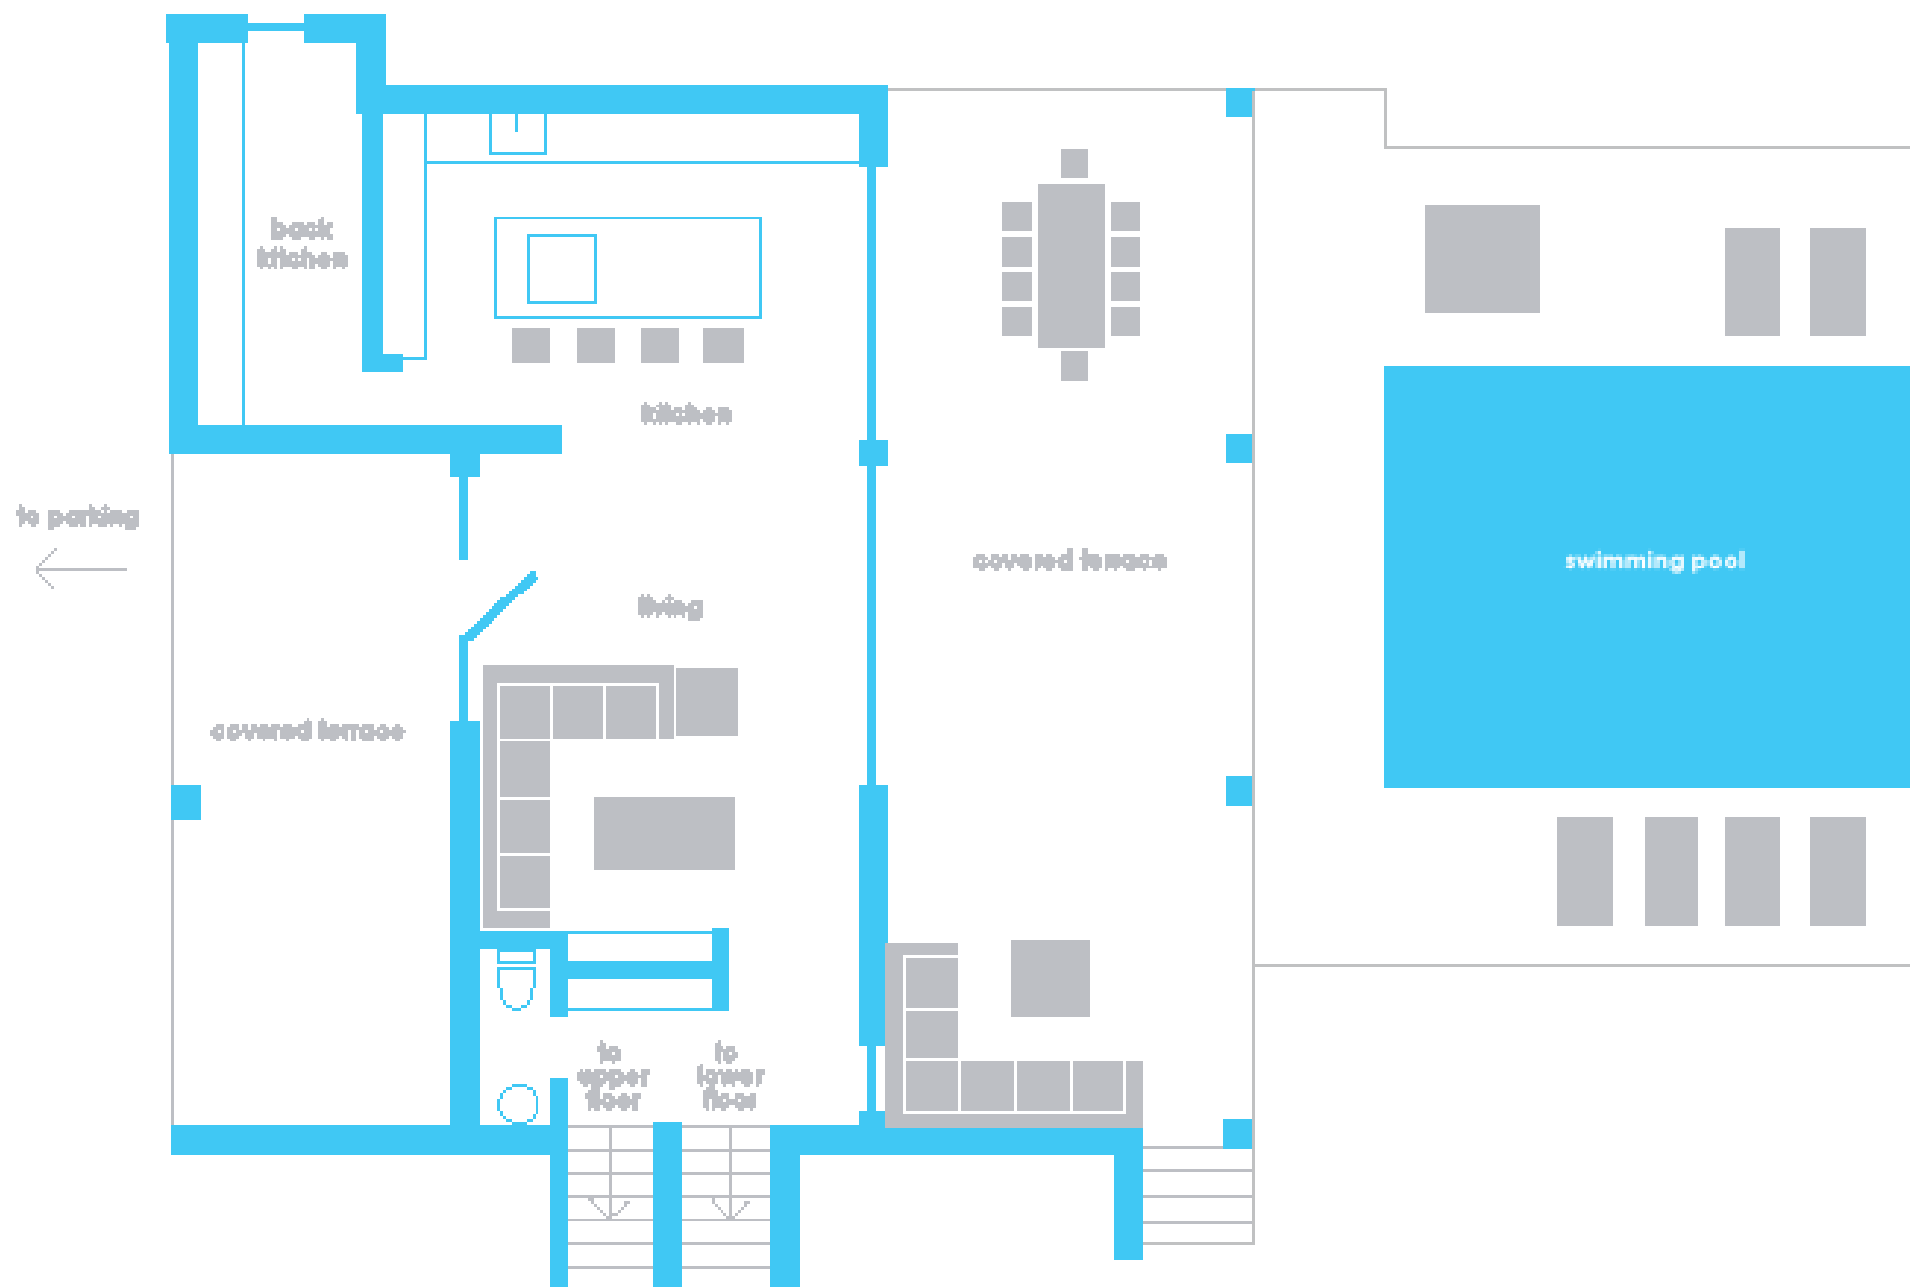 back
kitchen
kitchen
to parking
covered terrace
swimming pool
living
covered terrace
to
upper
floor
to
lower
floor